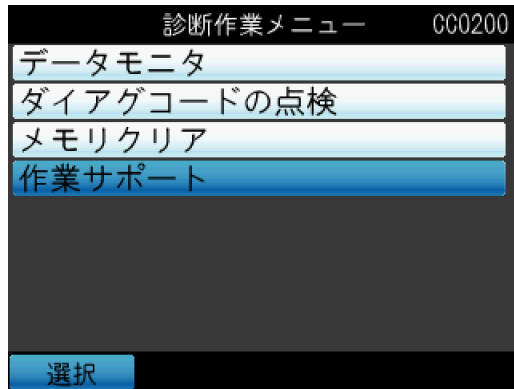 診断作業メニュー CC0200
データモニタ
ダイアグコードの点検
メモリクリア
作業サポート
選択